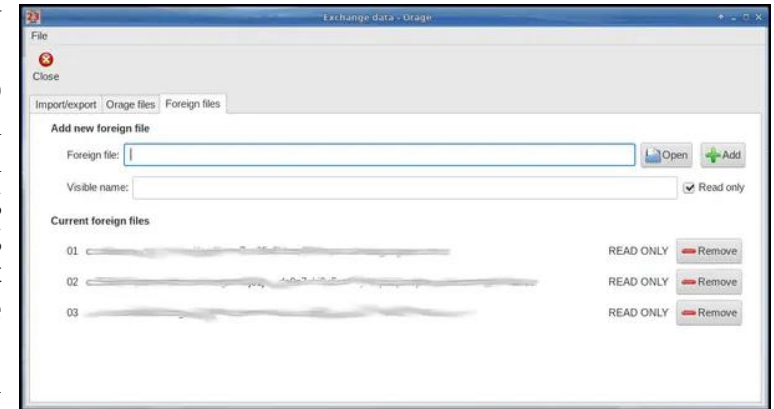 Exchange data - Orage
File
Close
Import/export Orage files Foreign files
Add new foreign file
Foreign file: Open Add
Visible name: Read only
Current foreign files
01 READ ONLY Remove
02 READ ONLY Remove
03 READ ONLY Remove